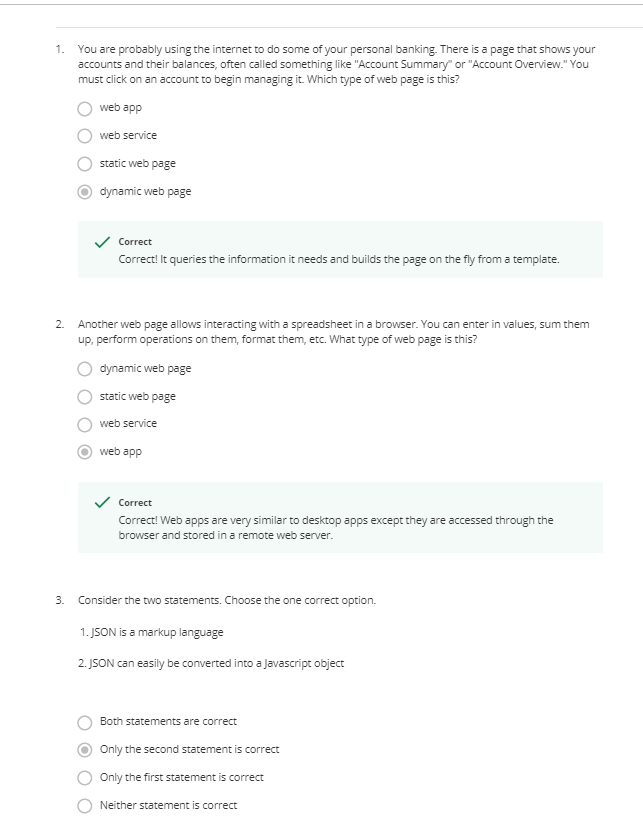 1. You are probably using the internet to do some of your personal banking. There is a page that shows your
accounts and their balances, often called something like "Account Summary" or "Account Overview." You
must click on an account to begin managing it. Which type of web page is this?
web app
web service
static web page
dynamic web page
Correct
Correct! It queries the information it needs and builds the page on the fly from a template.
2. Another web page allows interacting with a spreadsheet in a browser. You can enter in values, sum them
up, perform operations on them, format them, etc. What type of web page is this?
dynamic web page
static web page
web service
web app
Correct
Correct! Web apps are very similar to desktop apps except they are accessed through the
browser and stored in a remote web server.
3. Consider the two statements. Choose the one correct option.
1. JSON is a markup language
2. JSON can easily be converted into a Javascript object
Both statements are correct
Only the second statement is correct
Only the first statement is correct
Neither statement is correct